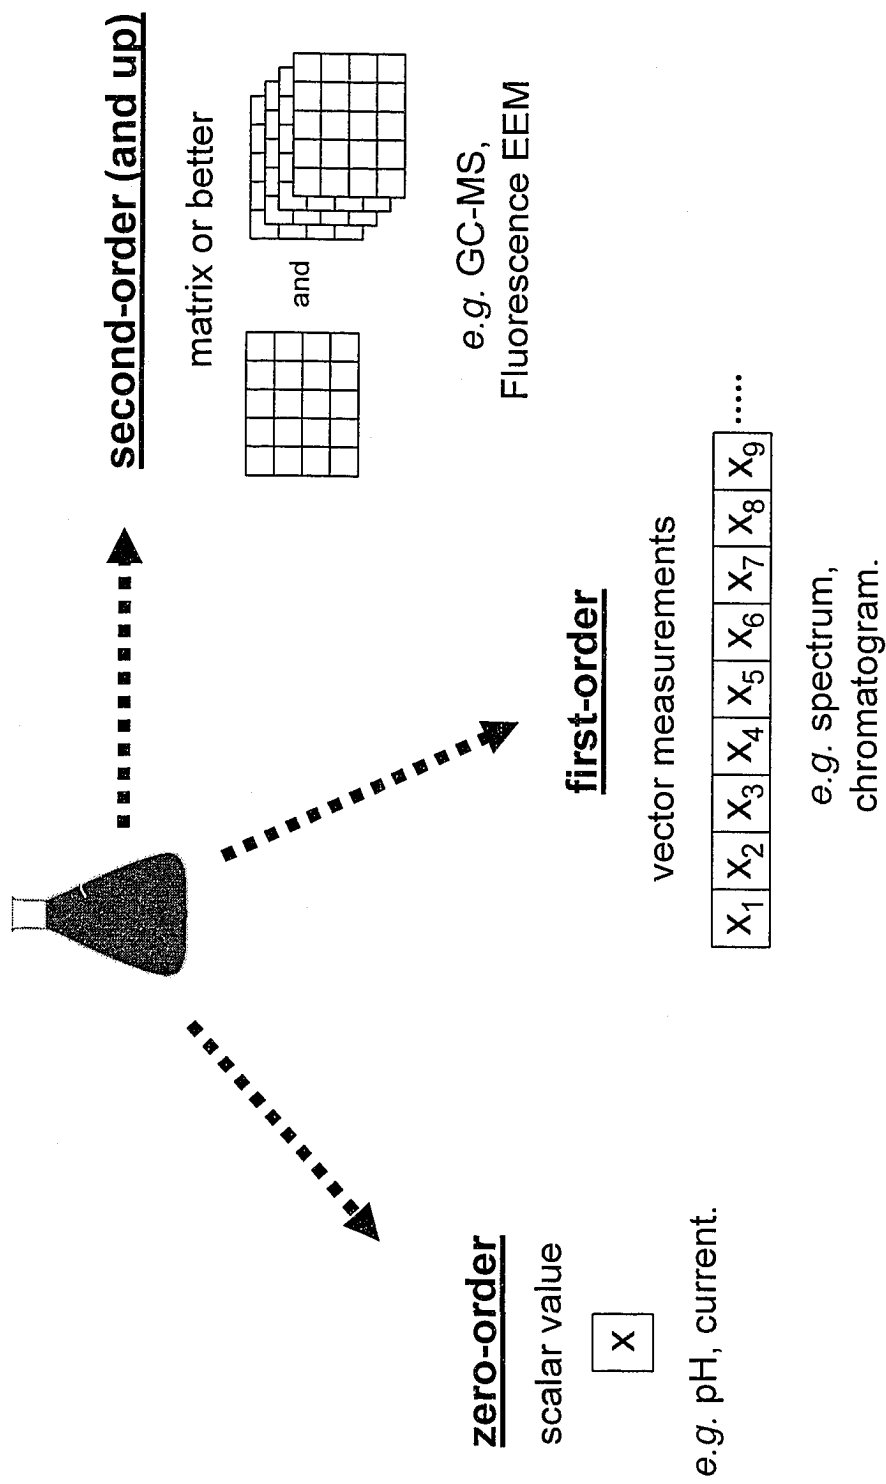 zero-order
scalar value
X
e.g. pH, current.
first-order
vector measurements
X1 X2 X3 X4 X5 X6 X7 X8 X9 .....
e.g. spectrum,
chromatogram.
second-order (and up)
matrix or better
and
e.g. GC-MS,
Fluorescence EEM